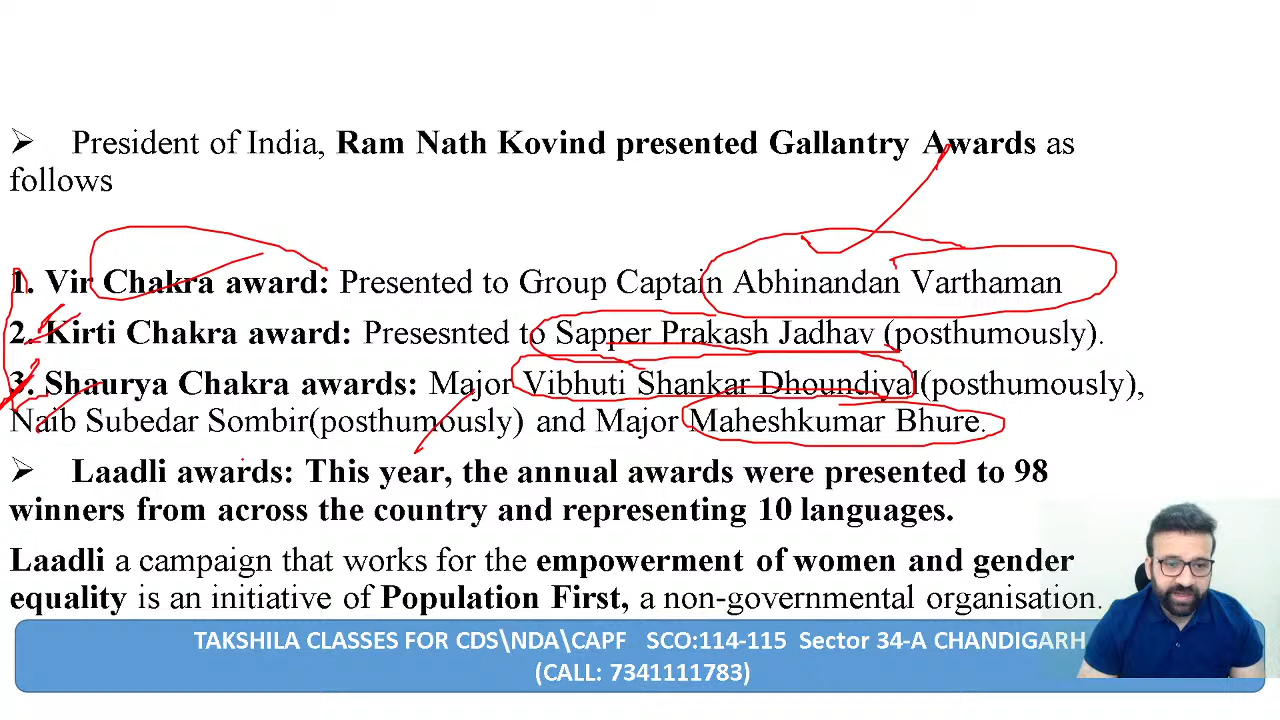 ➢ President of India, Ram Nath Kovind presented Gallantry Awards as
follows
1. Vir Chakra award: Presented to Group Captain Abhinandan Varthaman
2. Kirti Chakra award: Presesnted to Sapper Prakash Jadhav (posthumously).
3. Shaurya Chakra awards: Major Vibhuti Shankar Dhoundiyal(posthumously),
Naib Subedar Sombir(posthumously) and Major Maheshkumar Bhure.
➢ Laadli awards: This year, the annual awards were presented to 98
winners from across the country and representing 10 languages.
Laadli a campaign that works for the empowerment of women and gender
equality is an initiative of Population First, a non-governmental organisation.
TAKSHILA CLASSES FOR CDS\NDA\CAPF SCO:114-115 Sector 34-A CHANDIGARH
(CALL: 7341111783)